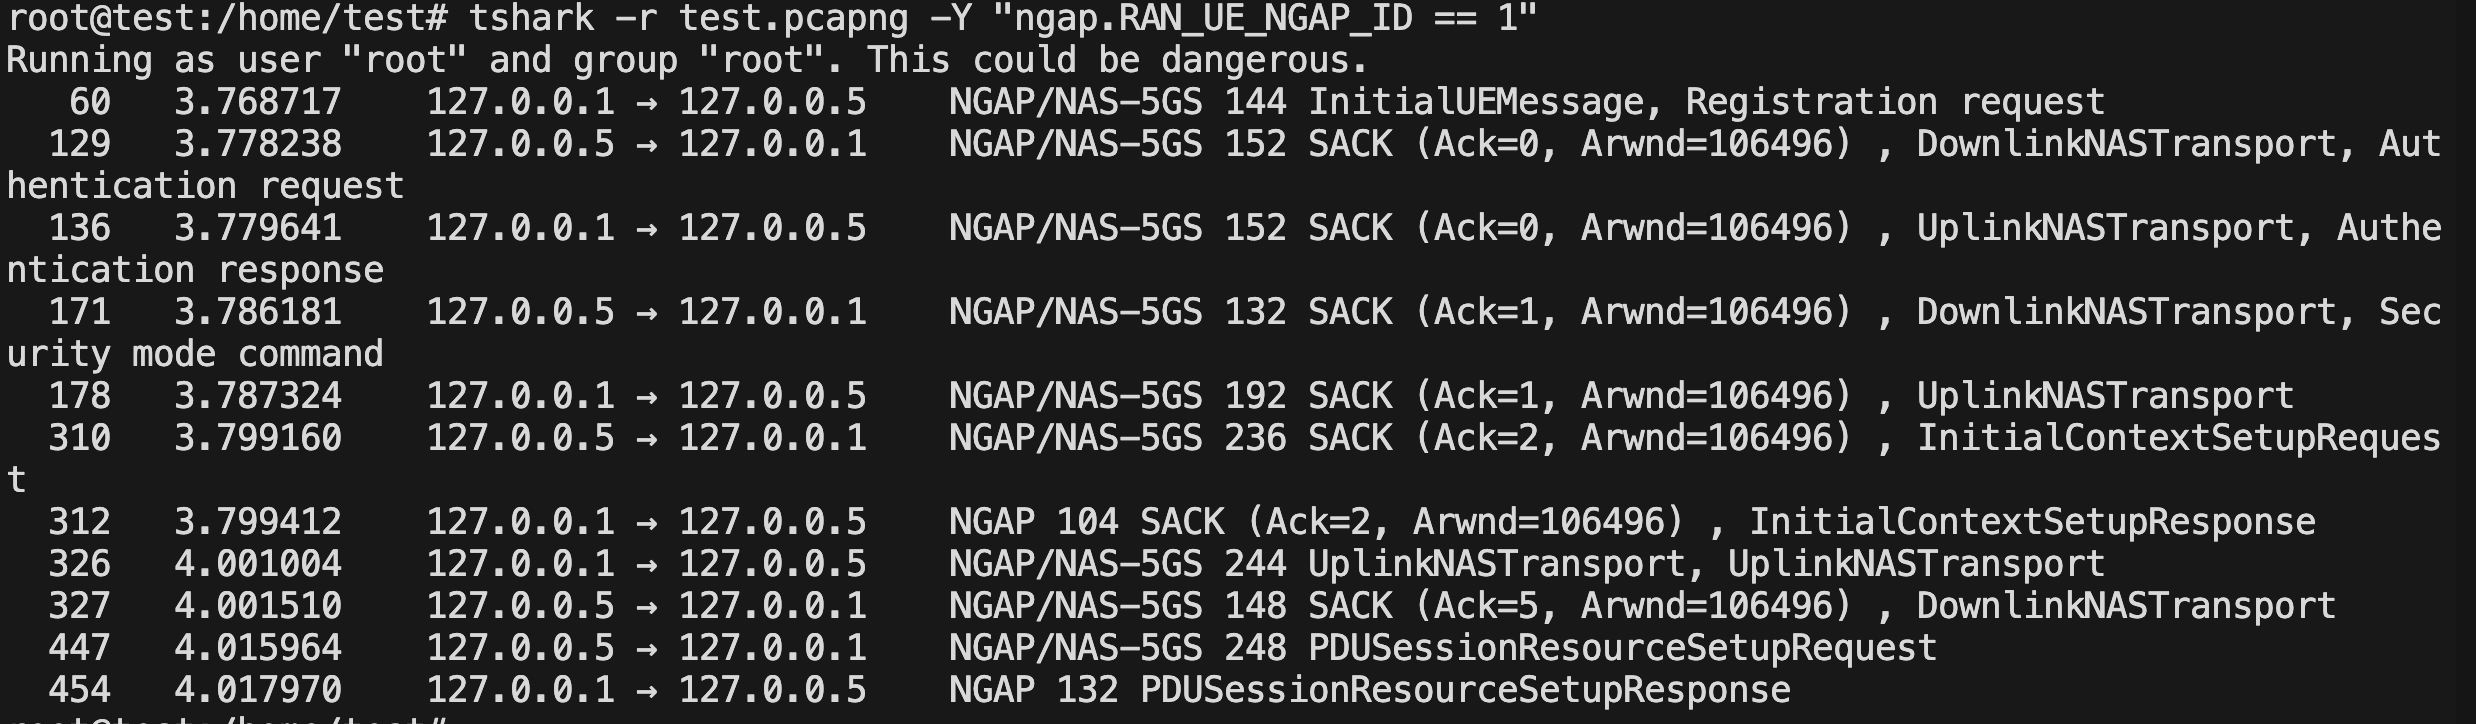 root@test:/home/test# tshark -r test.pcapng -Y "ngap.RAN_UE_NGAP_ID == 1"
Running as user "root" and group "root". This could be dangerous.
   60   3.768717    127.0.0.1 → 127.0.0.5    NGAP/NAS-5GS 144 InitialUEMessage, Registration request
  129   3.778238    127.0.0.5 → 127.0.0.1    NGAP/NAS-5GS 152 SACK (Ack=0, Arwnd=106496) , DownlinkNASTransport, Aut
hentication request
  136   3.779641    127.0.0.1 → 127.0.0.5    NGAP/NAS-5GS 152 SACK (Ack=0, Arwnd=106496) , UplinkNASTransport, Authe
ntication response
  171   3.786181    127.0.0.5 → 127.0.0.1    NGAP/NAS-5GS 132 SACK (Ack=1, Arwnd=106496) , DownlinkNASTransport, Sec
urity mode command
  178   3.787324    127.0.0.1 → 127.0.0.5    NGAP/NAS-5GS 192 SACK (Ack=1, Arwnd=106496) , UplinkNASTransport
  310   3.799160    127.0.0.5 → 127.0.0.1    NGAP/NAS-5GS 236 SACK (Ack=2, Arwnd=106496) , InitialContextSetupReques
t
  312   3.799412    127.0.0.1 → 127.0.0.5    NGAP 104 SACK (Ack=2, Arwnd=106496) , InitialContextSetupResponse
  326   4.001004    127.0.0.1 → 127.0.0.5    NGAP/NAS-5GS 244 UplinkNASTransport, UplinkNASTransport
  327   4.001510    127.0.0.5 → 127.0.0.1    NGAP/NAS-5GS 148 SACK (Ack=5, Arwnd=106496) , DownlinkNASTransport
  447   4.015964    127.0.0.5 → 127.0.0.1    NGAP/NAS-5GS 248 PDUSessionResourceSetupRequest
  454   4.017970    127.0.0.1 → 127.0.0.5    NGAP 132 PDUSessionResourceSetupResponse
root@test:/home/test#